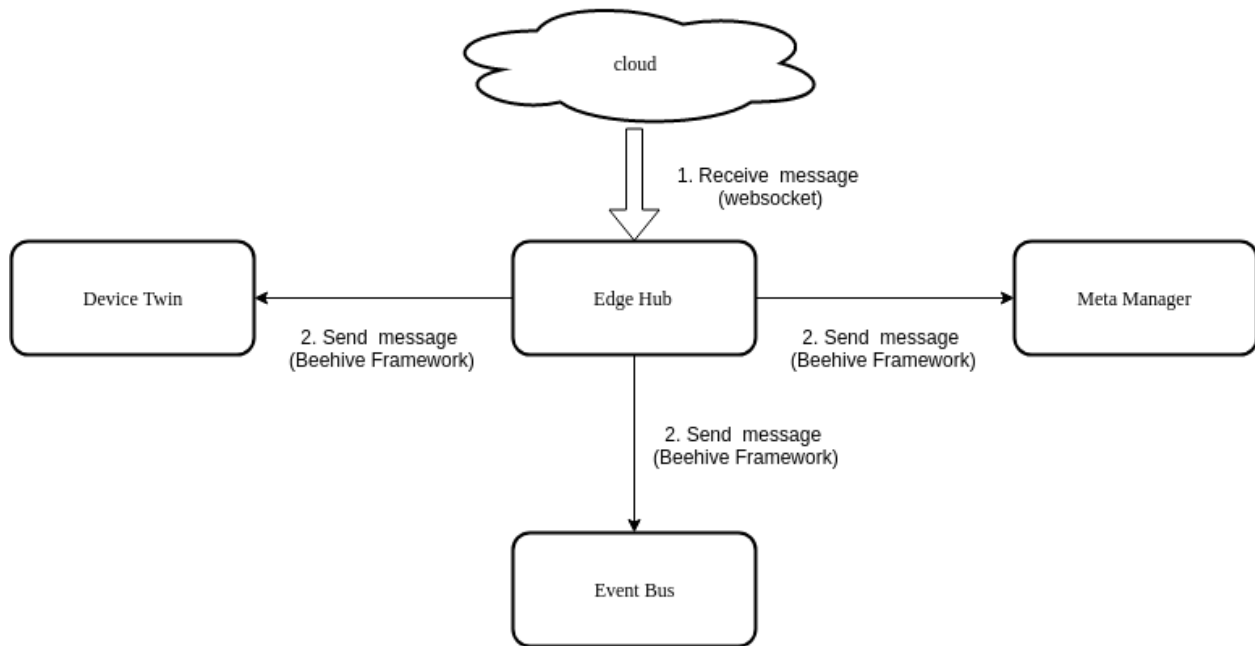 cloud
1. Receive message
(websocket)
Device Twin
Edge Hub
Meta Manager
2. Send message
(Beehive Framework)
2. Send message
(Beehive Framework)
2. Send message
(Beehive Framework)
Event Bus